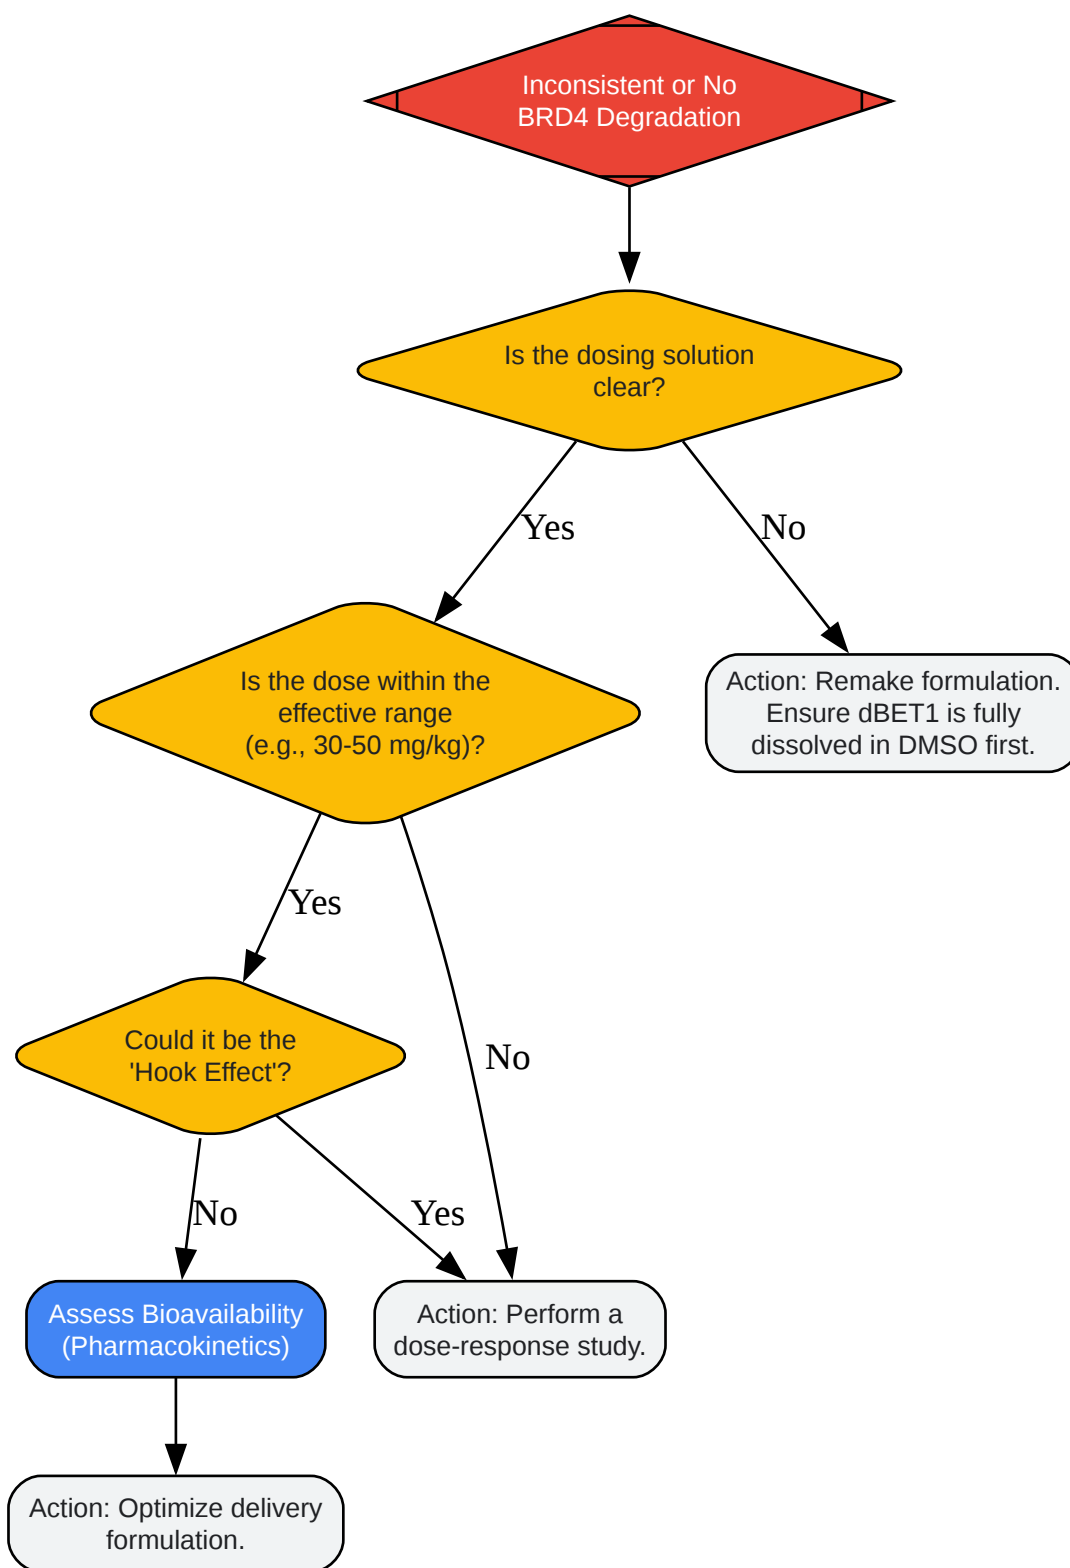 Inconsistent or No
BRD4 Degradation
Is the dosing solution
clear?
Yes
No
Is the dose within the
effective range
(e.g., 30-50 mg/kg)?
Action: Remake formulation.
Ensure dBET1 is fully
dissolved in DMSO first.
Yes
No
Could it be the
'Hook Effect'?
No
Yes
Assess Bioavailability
(Pharmacokinetics)
Action: Perform a
dose-response study.
Action: Optimize delivery
formulation.